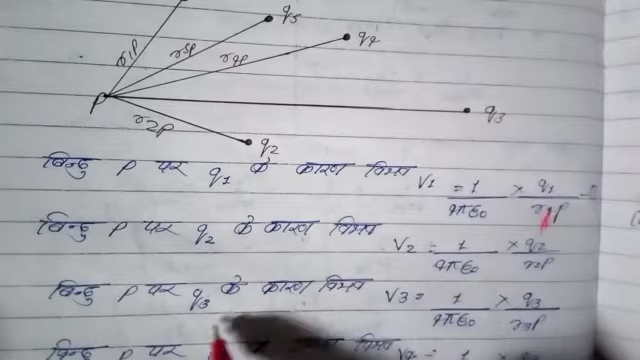 q5
q4
r1p
r5p
r4p
P
q3
r2p
q2
बिन्दु P पर q1 के कारण विभव V1 = 1/4πε0 × q1/r1p
बिन्दु P पर q2 के कारण विभव V2 = 1/4πε0 × q2/r2p
बिन्दु P पर q3 के कारण विभव V3 = 1/4πε0 × q3/r3p
बिन्दु P पर